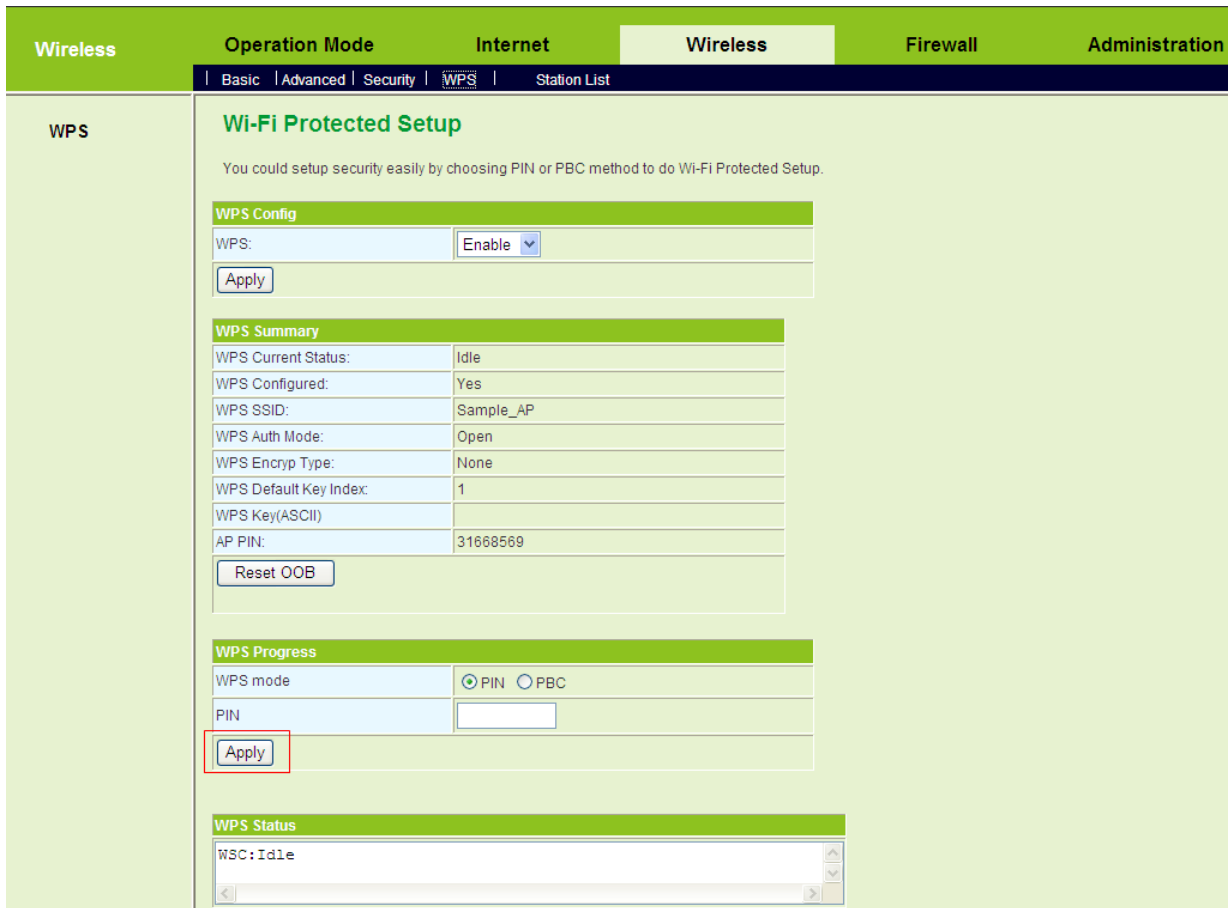 Wireless
Operation Mode Internet Wireless Firewall Administration
| Basic | Advanced | Security | WPS | Station List
WPS
Wi-Fi Protected Setup
You could setup security easily by choosing PIN or PBC method to do Wi-Fi Protected Setup.
WPS Config
WPS: Enable
Apply
WPS Summary
WPS Current Status: Idle
WPS Configured: Yes
WPS SSID: Sample_AP
WPS Auth Mode: Open
WPS Encryp Type: None
WPS Default Key Index: 1
WPS Key(ASCII)
AP PIN: 31668569
Reset OOB
WPS Progress
WPS mode PIN PBC
PIN
Apply
WPS Status
WSC:Idle